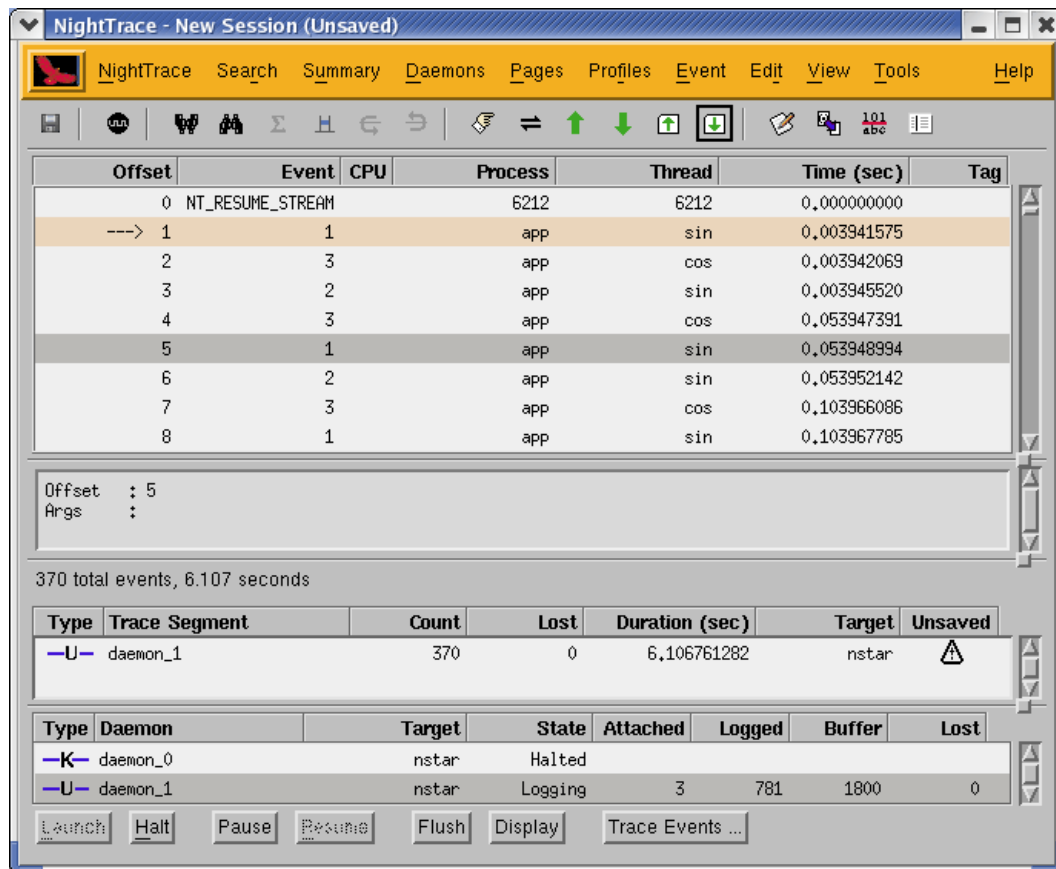 NightTrace - New Session (Unsaved)
NightTrace Search Summary Daemons Pages Profiles Event Edit View Tools Help
101
abc
Offset Event CPU Process Thread Time (sec) Tag
0 NT_RESUME_STREAM 6212 6212 0.000000000
---> 1 1 app sin 0.003941575
2 3 app cos 0.003942069
3 2 app sin 0.003945520
4 3 app cos 0.053947391
5 1 app sin 0.053948994
6 2 app sin 0.053952142
7 3 app cos 0.103966086
8 1 app sin 0.103967785
Offset : 5
Args :
370 total events, 6.107 seconds
Type Trace Segment Count Lost Duration (sec) Target Unsaved
U daemon_1 370 0 6.106761282 nstar
Type Daemon Target State Attached Logged Buffer Lost
K daemon_0 nstar Halted
U daemon_1 nstar Logging 3 781 1800 0
Launch Halt Pause Resume Flush Display Trace Events ...